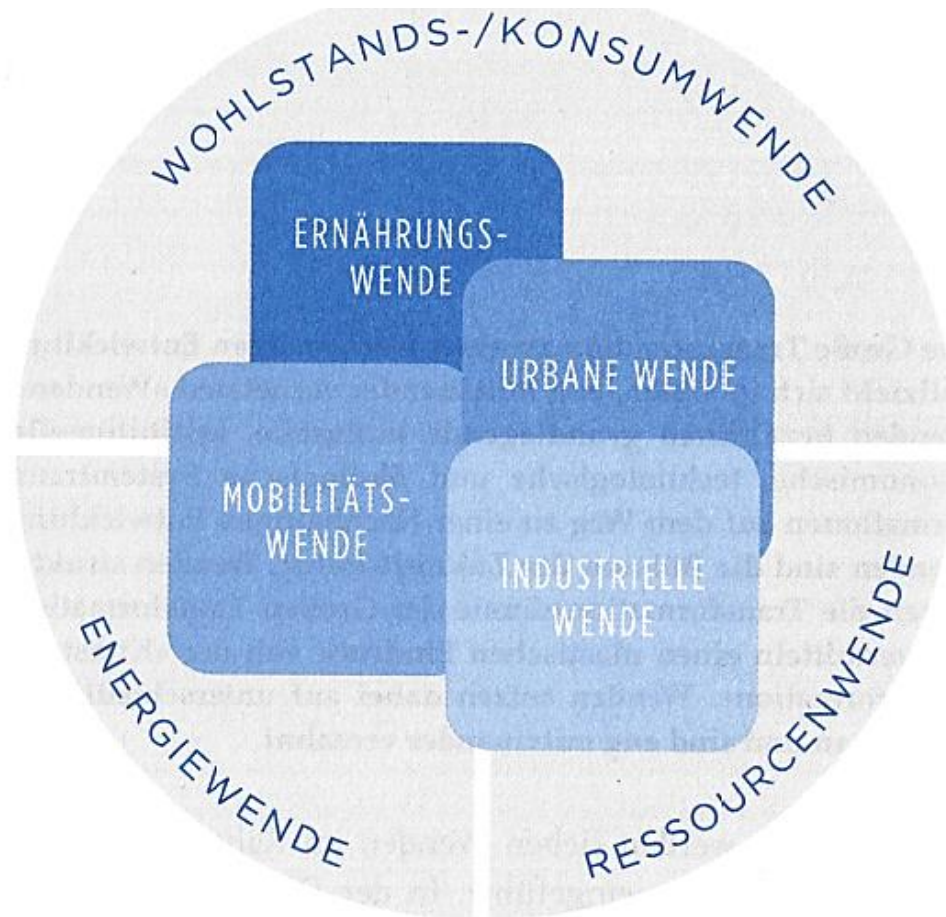 WOHLSTANDS-/KONSUMWENDE
ERNÄHRUNGS-
WENDE
URBANE WENDE
MOBILITÄTS-
WENDE
INDUSTRIELLE
WENDE
ENERGIEWENDE
RESSOURCENWENDE